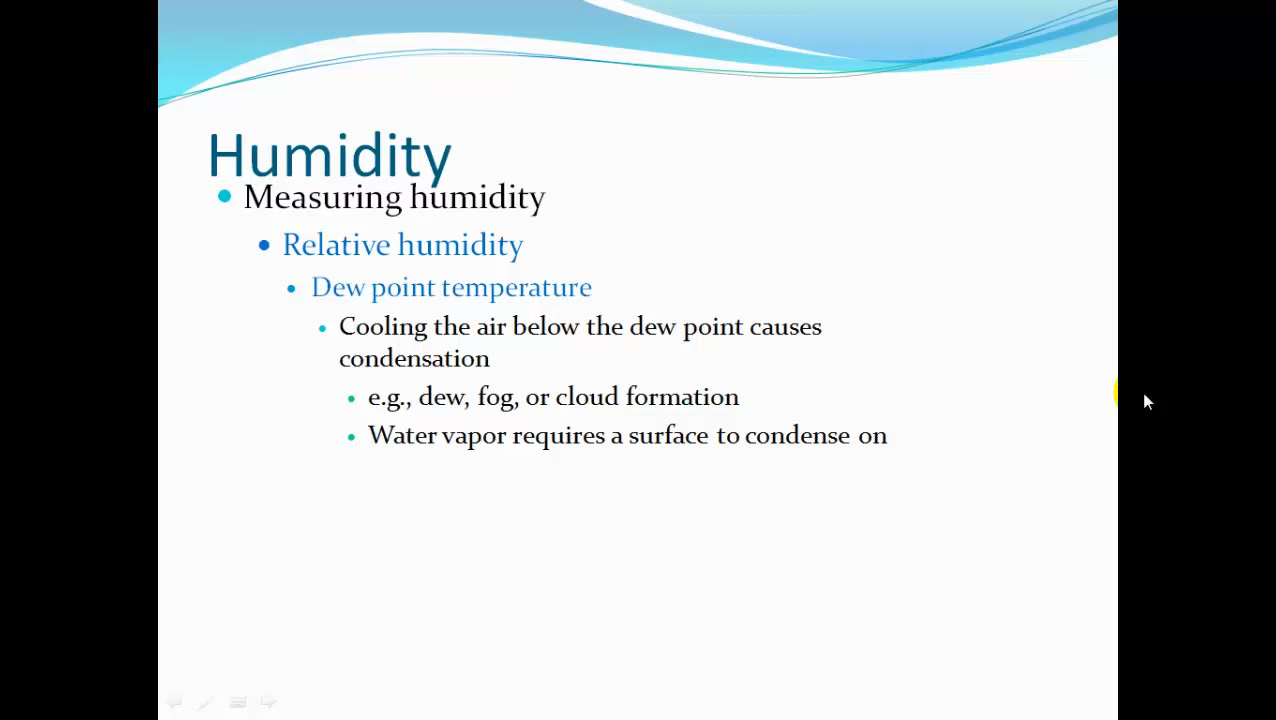 Humidity
Measuring humidity
Relative humidity
Dew point temperature
Cooling the air below the dew point causes
condensation
e.g., dew, fog, or cloud formation
Water vapor requires a surface to condense on